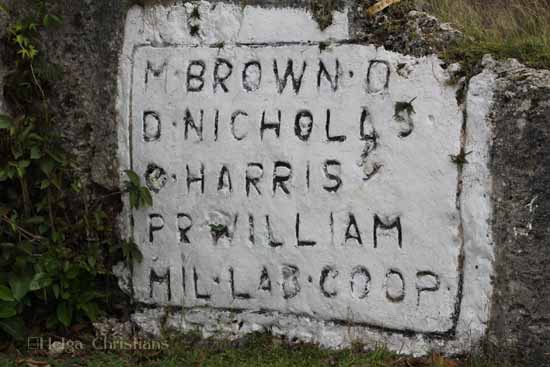 M·BROWN·O
D·NICHOLAS
O·HARRIS
PR WILLIAM
MIL·LAB·COOP
©Helga Christians